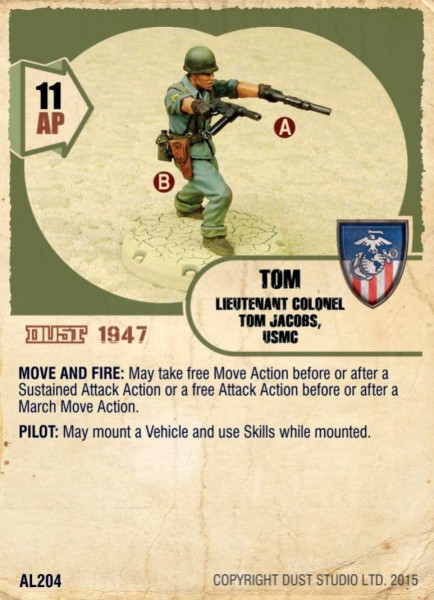 11
AP
A
B
TOM
LIEUTENANT COLONEL
TOM JACOBS,
USMC
DUST 1947
MOVE AND FIRE: May take free Move Action before or after a
Sustained Attack Action or a free Attack Action before or after a
March Move Action.
PILOT: May mount a Vehicle and use Skills while mounted.
AL204
COPYRIGHT DUST STUDIO LTD. 2015